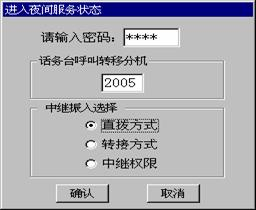 进入夜间服务状态
请输入密码： ****
话务台呼叫转移分机
2005
中继振入选择
直拨方式
转接方式
中继权限
确认 取消